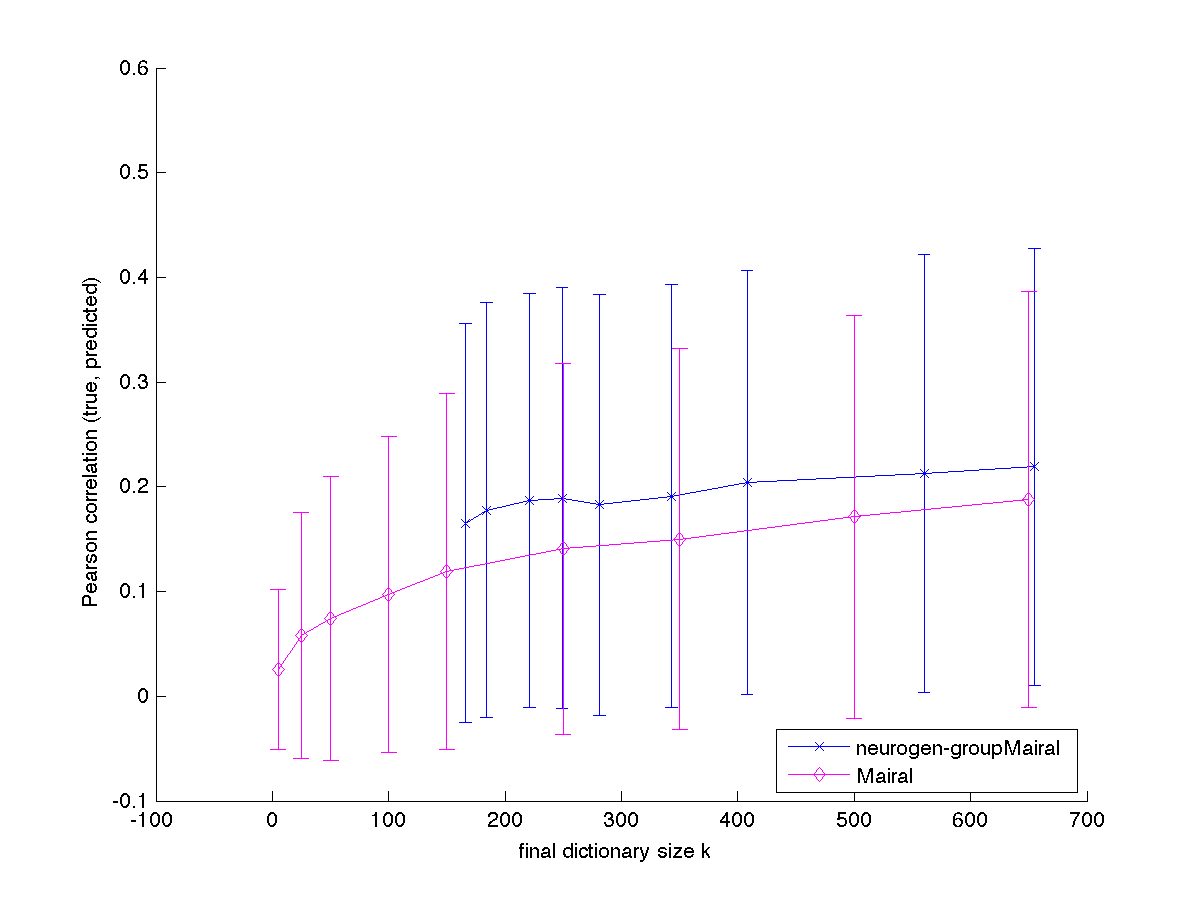 0.6
0.5
0.4
0.3
0.2
0.1
0
-0.1
Pearson correlation (true, predicted)
-100 0 100 200 300 400 500 600 700
final dictionary size k
neurogen-groupMairal
Mairal